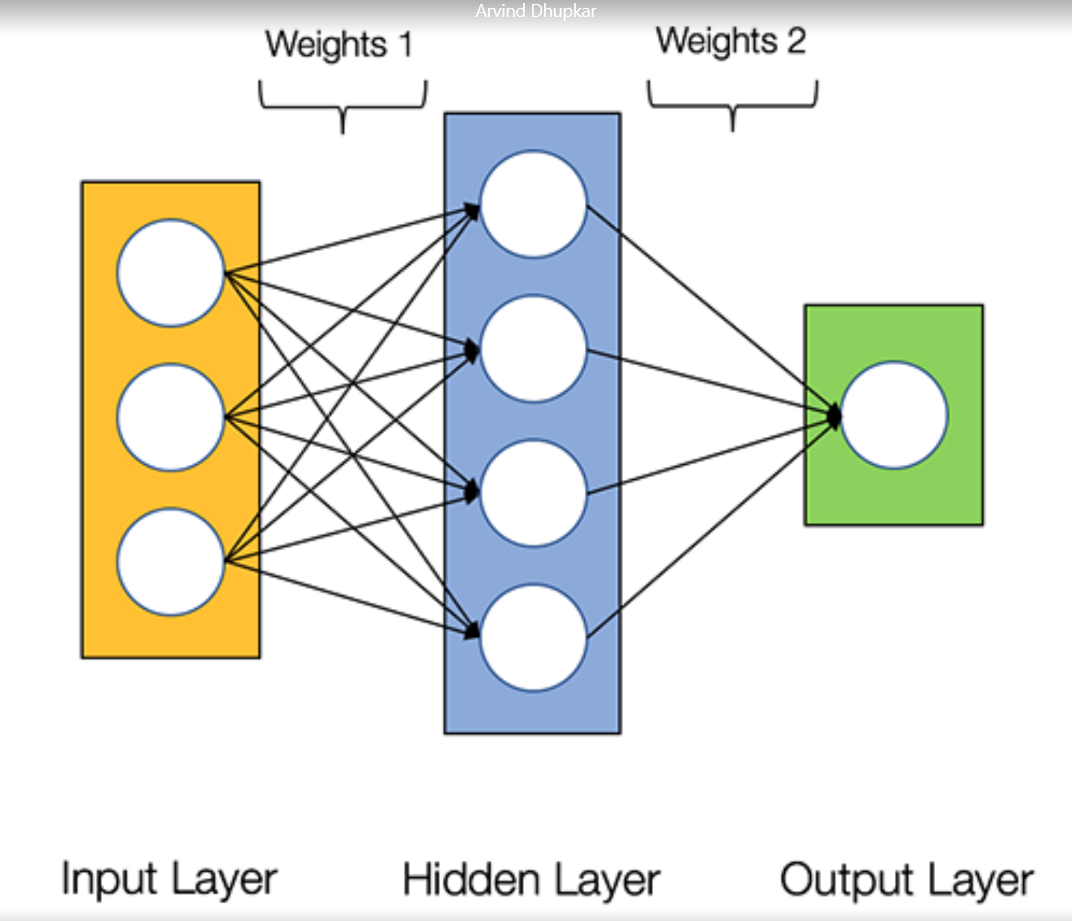 Arvind Dhupkar
Weights 1
Weights 2
Input Layer
Hidden Layer
Output Layer